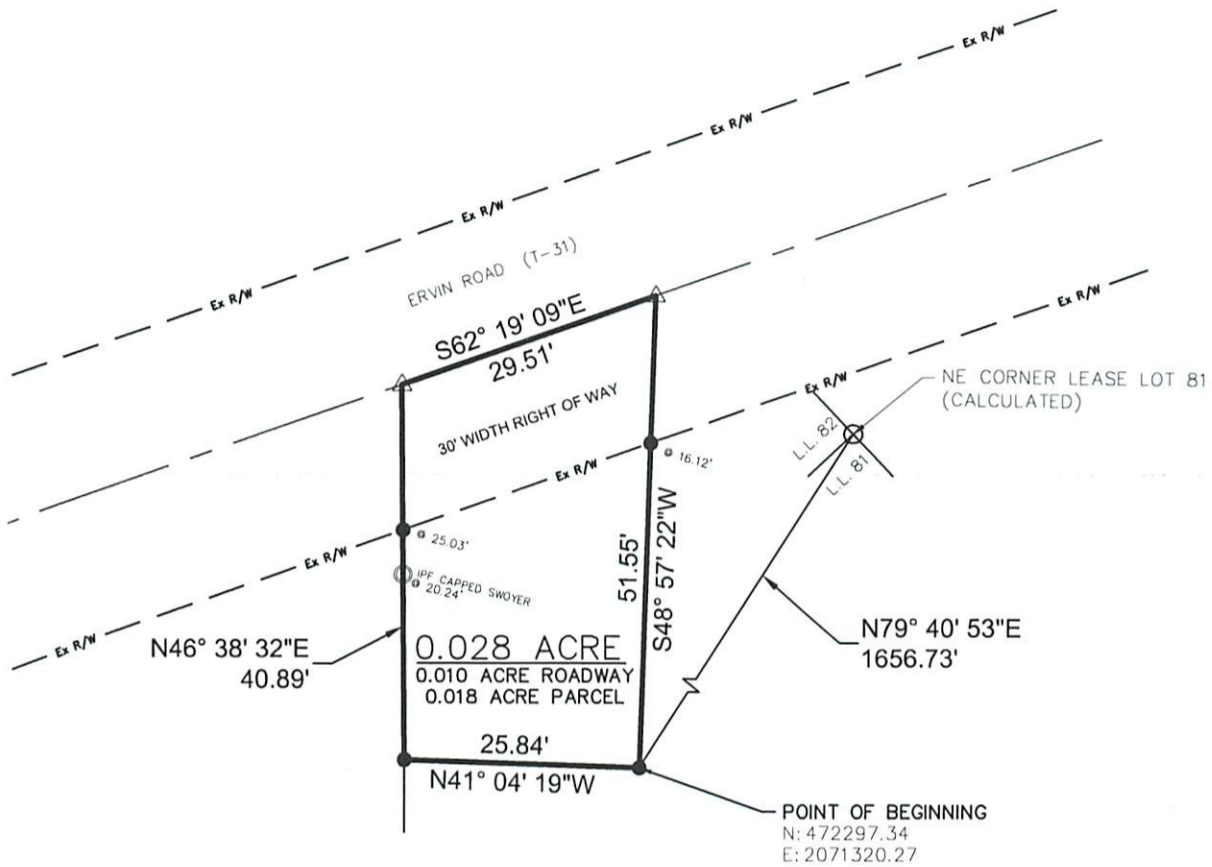 Ex R/W
Ex R/W
Ex R/W
Ex R/W
ERVIN ROAD (T-31)
S62° 19' 09"E
29.51'
30' WIDTH RIGHT OF WAY
Ex R/W
Ex R/W
Ex R/W
Ex R/W
Ex R/W
NE CORNER LEASE LOT 81
(CALCULATED)
L.L. 82
L.L. 81
@ 16.12'
@ 25.03'
IPF CAPPED SWOYER
@ 20.24'
51.55'
S48° 57' 22"W
N79° 40' 53"E
1656.73'
N46° 38' 32"E
40.89'
0.028 ACRE
0.010 ACRE ROADWAY
0.018 ACRE PARCEL
25.84'
N41° 04' 19"W
POINT OF BEGINNING
N: 472297.34
E: 2071320.27